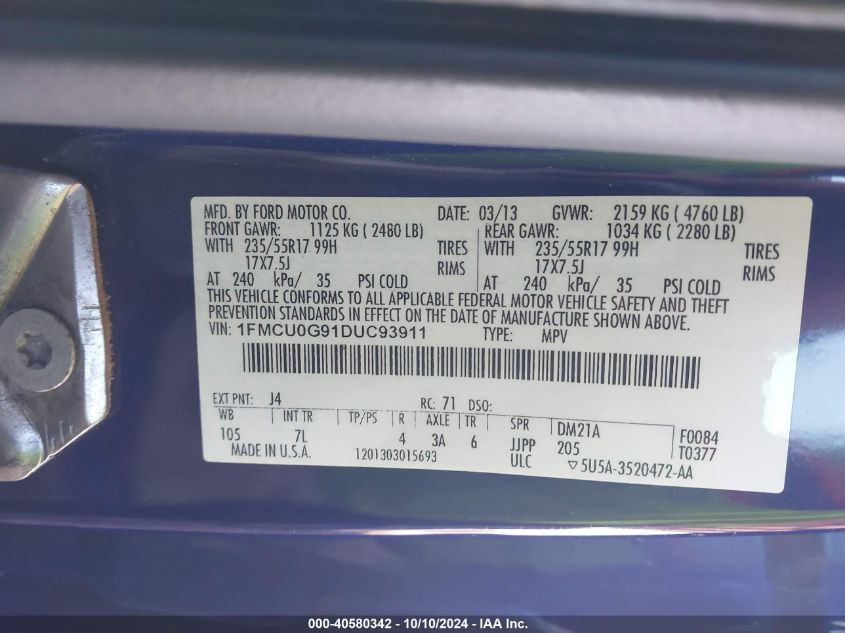 MFD. BY FORD MOTOR CO. DATE: 03/13 GVWR: 2159 KG ( 4760 LB)
FRONT GAWR: 1125 KG ( 2480 LB) REAR GAWR: 1034 KG ( 2280 LB)
WITH 235/55R17 99H TIRES WITH 235/55R17 99H TIRES
17X7.5J RIMS 17X7.5J RIMS
AT 240 kPa/ 35 PSI COLD AT 240 kPa/ 35 PSI COLD
THIS VEHICLE CONFORMS TO ALL APPLICABLE FEDERAL MOTOR VEHICLE SAFETY AND THEFT
PREVENTION STANDARDS IN EFFECT ON THE DATE OF MANUFACTURE SHOWN ABOVE.
VIN: 1FMCU0G91DUC93911 TYPE: MPV
EXT PNT: J4 RC: 71 DSO:
WB INT TR TP/PS R AXLE TR SPR DM21A F0084
105 7L 4 3A 6 JJPP 205 T0377
MADE IN U.S.A. 1201303015693 ULC ▽5U5A-3520472-AA
000-40580342 - 10/10/2024 - IAA Inc.